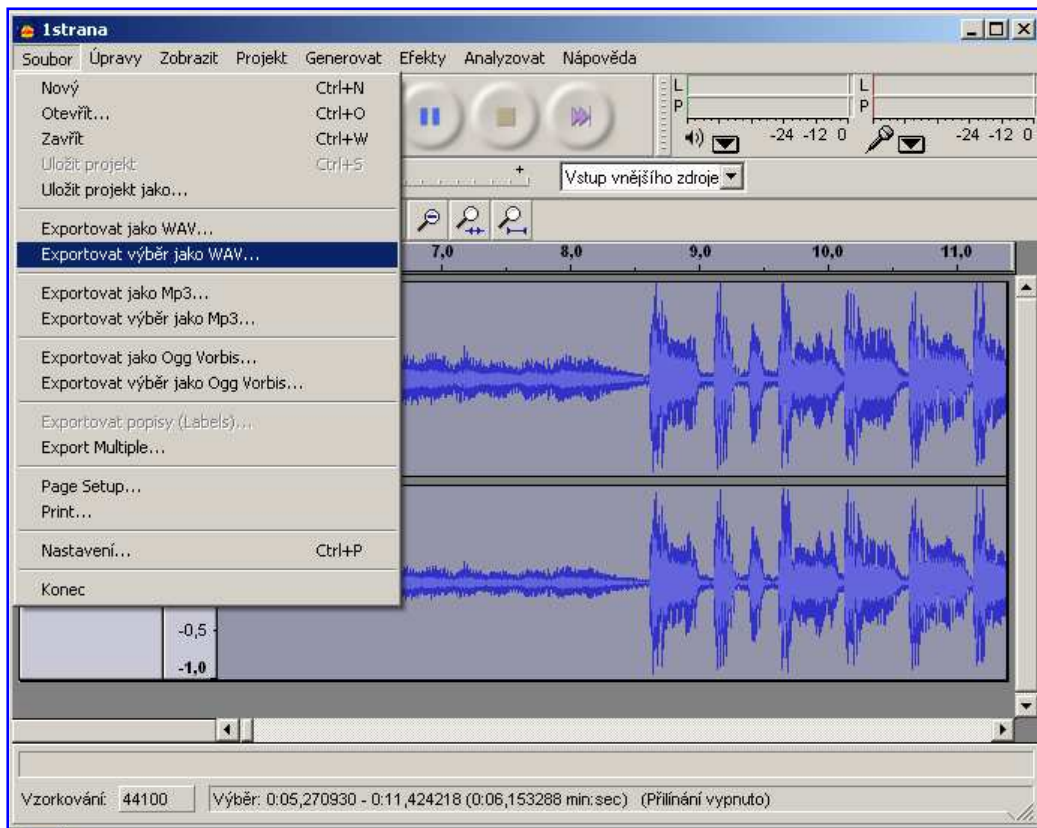 1strana
Soubor Úpravy Zobrazit Projekt Generovat Efekty Analyzovat Nápověda
Nový Ctrl+N
Otevřít... Ctrl+O
Zavřít Ctrl+W
Uložit projekt Ctrl+S
Uložit projekt jako...
Exportovat jako WAV...
Exportovat výběr jako WAV...
Exportovat jako Mp3...
Exportovat výběr jako Mp3...
Exportovat jako Ogg Vorbis...
Exportovat výběr jako Ogg Vorbis...
Exportovat popisy (Labels)...
Export Multiple...
Page Setup...
Print...
Nastavení... Ctrl+P
Konec
L
P
-24 -12 0
L
P
-24 -12 0
+
Vstup vnějšího zdroje
7,0 8,0 9,0 10,0 11,0
-0,5
-1,0
Vzorkování: 44100 Výběr: 0:05,270930 - 0:11,424218 (0:06,153288 min:sec) (Přilínání vypnuto)